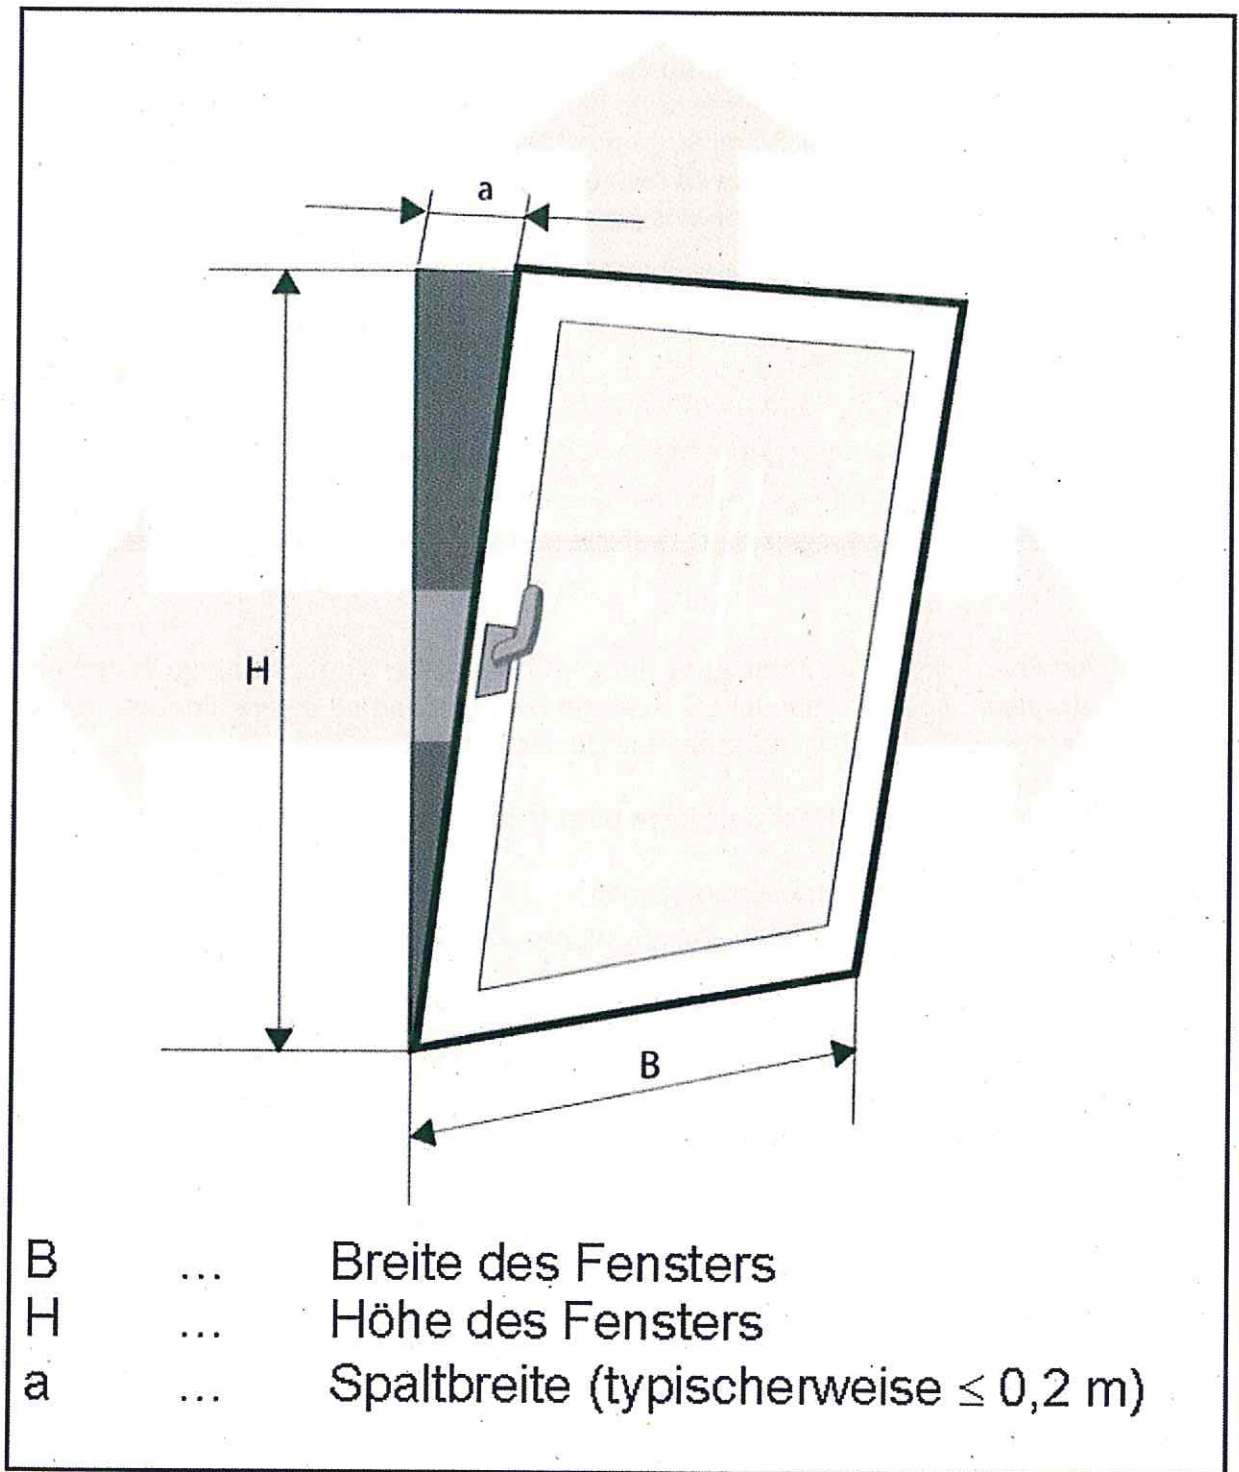 a
H
B
B ... Breite des Fensters
H ... Höhe des Fensters
a ... Spaltbreite (typischerweise ≤ 0,2 m)